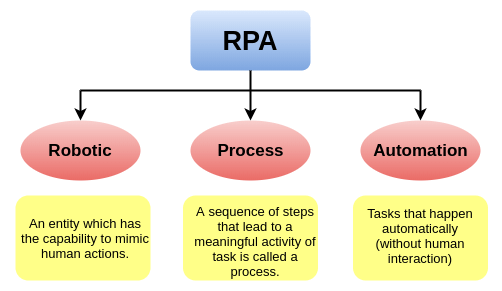 RPA
Robotic
Process
Automation
An entity which has
the capability to mimic
human actions.
A sequence of steps
that lead to a
meaningful activity of
task is called a
process.
Tasks that happen
automatically
(without human
interaction)